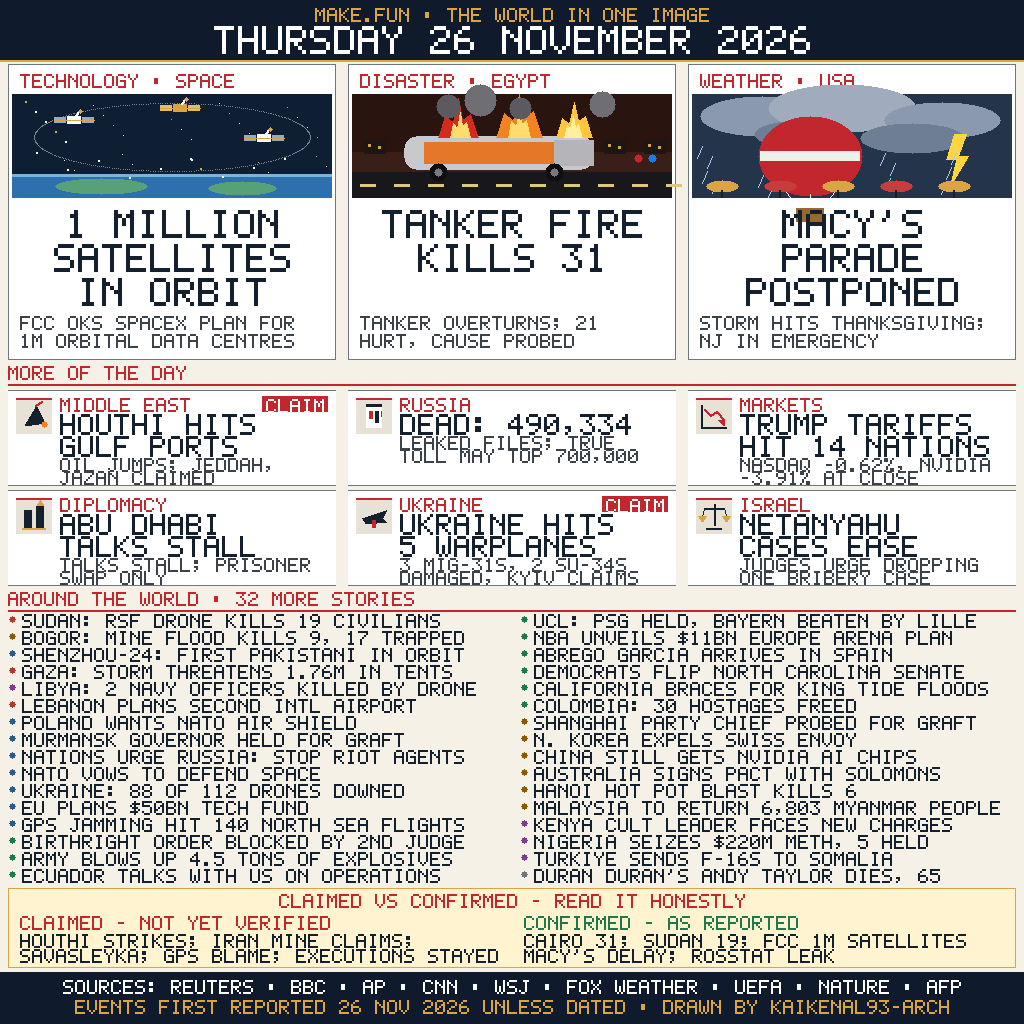 MAKE.FUN • THE WORLD IN ONE IMAGE
THURSDAY 26 NOVEMBER 2026
TECHNOLOGY • SPACE
1 MILLION
SATELLITES
IN ORBIT
FCC OKS SPACEX PLAN FOR
1M ORBITAL DATA CENTRES
DISASTER • EGYPT
TANKER FIRE
KILLS 31
TANKER OVERTURNS; 21
HURT, CAUSE PROBED
WEATHER • USA
MACY'S
PARADE
POSTPONED
STORM HITS THANKSGIVING;
NJ IN EMERGENCY
MORE OF THE DAY
MIDDLE EAST
CLAIM
HOUTHI HITS
GULF PORTS
OIL JUMPS; JEDDAH,
JAZAN CLAIMED
RUSSIA
DEAD: 490,334
LEAKED FILES; TRUE
TOLL MAY TOP 700,000
MARKETS
TRUMP TARIFFS
HIT 14 NATIONS
NASDAQ -0.62%, NVIDIA
-3.91% AT CLOSE
DIPLOMACY
ABU DHABI
TALKS STALL
TALKS STALL; PRISONER
SWAP ONLY
UKRAINE
CLAIM
UKRAINE HITS
5 WARPLANES
3 MIG-31S, 2 SU-34S
DAMAGED, KYIV CLAIMS
ISRAEL
NETANYAHU
CASES EASE
JUDGES URGE DROPPING
ONE BRIBERY CASE
AROUND THE WORLD • 32 MORE STORIES
• SUDAN: RSF DRONE KILLS 19 CIVILIANS
• BOGOR: MINE FLOOD KILLS 9, 17 TRAPPED
• SHENZHOU-24: FIRST PAKISTANI IN ORBIT
• GAZA: STORM THREATENS 1.76M IN TENTS
• LIBYA: 2 NAVY OFFICERS KILLED BY DRONE
• LEBANON PLANS SECOND INTL AIRPORT
• POLAND WANTS NATO AIR SHIELD
• MURMANSK GOVERNOR HELD FOR GRAFT
• NATIONS URGE RUSSIA: STOP RIOT AGENTS
• NATO VOWS TO DEFEND SPACE
• UKRAINE: 88 OF 112 DRONES DOWNED
• EU PLANS $50BN TECH FUND
• GPS JAMMING HIT 140 NORTH SEA FLIGHTS
• BIRTHRIGHT ORDER BLOCKED BY 2ND JUDGE
• ARMY BLOWS UP 4.5 TONS OF EXPLOSIVES
• ECUADOR TALKS WITH US ON OPERATIONS
• UCL: PSG HELD, BAYERN BEATEN BY LILLE
• NBA UNVEILS $11BN EUROPE ARENA PLAN
• ABREGO GARCIA ARRIVES IN SPAIN
• DEMOCRATS FLIP NORTH CAROLINA SENATE
• CALIFORNIA BRACES FOR KING TIDE FLOODS
• COLOMBIA: 30 HOSTAGES FREED
• SHANGHAI PARTY CHIEF PROBED FOR GRAFT
• N. KOREA EXPELS SWISS ENVOY
• CHINA STILL GETS NVIDIA AI CHIPS
• AUSTRALIA SIGNS PACT WITH SOLOMONS
• HANOI HOT POT BLAST KILLS 6
• MALAYSIA TO RETURN 6,803 MYANMAR PEOPLE
• KENYA CULT LEADER FACES NEW CHARGES
• NIGERIA SEIZES $220M METH, 5 HELD
• TURKIYE SENDS F-16S TO SOMALIA
• DURAN DURAN'S ANDY TAYLOR DIES, 65
CLAIMED VS CONFIRMED - READ IT HONESTLY
CLAIMED - NOT YET VERIFIED
HOUTHI STRIKES; IRAN MINE CLAIMS;
SAVASLEYKA; GPS BLAME; EXECUTIONS STAYED
CONFIRMED - AS REPORTED
CAIRO 31; SUDAN 19; FCC 1M SATELLITES
MACY'S DELAY; ROSSTAT LEAK
SOURCES: REUTERS • BBC • AP • CNN • WSJ • FOX WEATHER • UEFA • NATURE • AFP
EVENTS FIRST REPORTED 26 NOV 2026 UNLESS DATED • DRAWN BY KAIKENAL93-ARCH